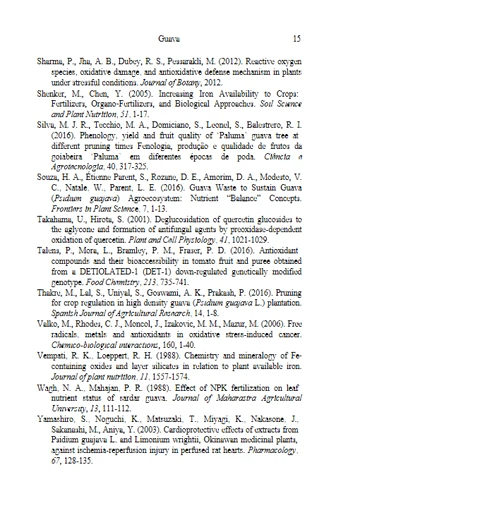 Guava 15
Sharma, P., Jha, A. B., Dubey, R. S., Pessarakli, M. (2012). Reactive oxygen
species, oxidative damage, and antioxidative defense mechanism in plants
under stressful conditions. Journal of Botany, 2012.
Shenker, M., Chen, Y. (2005). Increasing Iron Availability to Crops:
Fertilizers, Organo-Fertilizers, and Biological Approaches. Soil Science
and Plant Nutrition, 51, 1-17.
Silva, M. J. R., Tecchio, M. A., Domiciano, S., Leonel, S., Balestrero, R. I.
(2016). Phenology, yield and fruit quality of ‘Paluma’ guava tree at
different pruning times Fenologia, produção e qualidade de frutos da
goiabeira ‘Paluma’ em diferentes épocas de poda. Ciência e
Agrotecnologia, 40, 317-325.
Souza, H. A., Étienne Parent, S., Rozane, D. E., Amorim, D. A., Modesto, V.
C., Natale, W., Parent, L. E. (2016). Guava Waste to Sustain Guava
(Psidium guajava) Agroecosystem: Nutrient “Balance” Concepts.
Frontiers in Plant Science, 7, 1-13.
Takahama, U., Hirota, S. (2001). Deglucosidation of quercetin glucosides to
the aglycone and formation of antifungal agents by peroxidase-dependent
oxidation of quercetin. Plant and Cell Physiology, 41, 1021-1029.
Talens, P., Mora, L., Bramley, P. M., Fraser, P. D. (2016). Antioxidant
compounds and their bioaccessibility in tomato fruit and puree obtained
from a DETIOLATED-1 (DET-1) down-regulated genetically modified
genotype. Food Chemistry, 213, 735-741.
Thakre, M., Lal, S., Uniyal, S., Goswami, A. K., Prakash, P. (2016). Pruning
for crop regulation in high density guava (Psidium guajava L.) plantation.
Spanish Journal of Agricultural Research, 14, 1-8.
Valko, M., Rhodes, C. J., Moncol, J., Izakovic, M. M., Mazur, M. (2006). Free
radicals, metals and antioxidants in oxidative stress-induced cancer.
Chemico-biological interactions, 160, 1-40.
Vempati, R. K., Loeppert, R. H. (1988). Chemistry and mineralogy of Fe-
containing oxides and layer silicates in relation to plant available iron.
Journal of plant nutrition, 11, 1557-1574.
Wagh, N. A., Mahajan, P. R. (1988). Effect of NPK fertilization on leaf
nutrient status of sardar guava. Journal of Maharastra Agricultural
University, 13, 111-112.
Yamashiro, S., Noguchi, K., Matsuzaki, T., Miyagi, K., Nakasone, J.,
Sakanashi, M., Aniya, Y. (2003). Cardioprotective effects of extracts from
Psidium guajava L. and Limonium wrightii, Okinawan medicinal plants,
against ischemia-reperfusion injury in perfused rat hearts. Pharmacology,
67, 128-135.